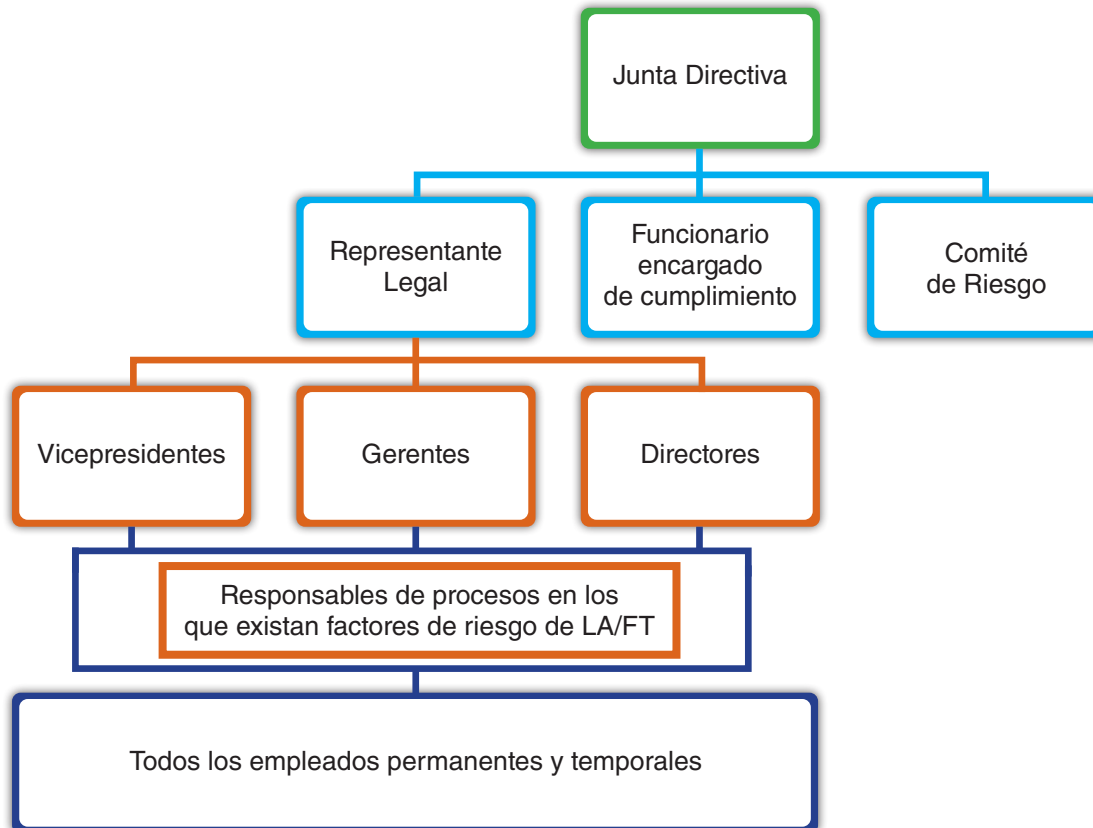 Junta Directiva
Representante
Legal
Funcionario
encargado
de cumplimiento
Comité
de Riesgo
Vicepresidentes
Gerentes
Directores
Responsables de procesos en los
que existan factores de riesgo de LA/FT
Todos los empleados permanentes y temporales